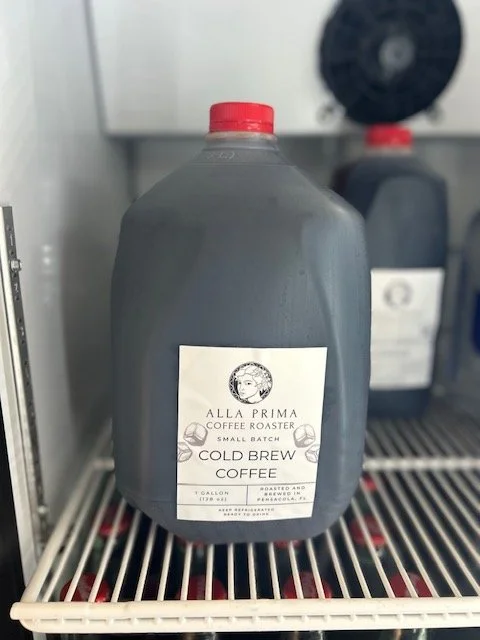 ALLA PRIMA
COFFEE ROASTER
SMALL BATCH
COLD BREW
COFFEE
1 GALLON
(128 oz)
ROASTED AND
BREWED IN
PENSACOLA, FL
KEEP REFRIGERATED
READY TO DRINK